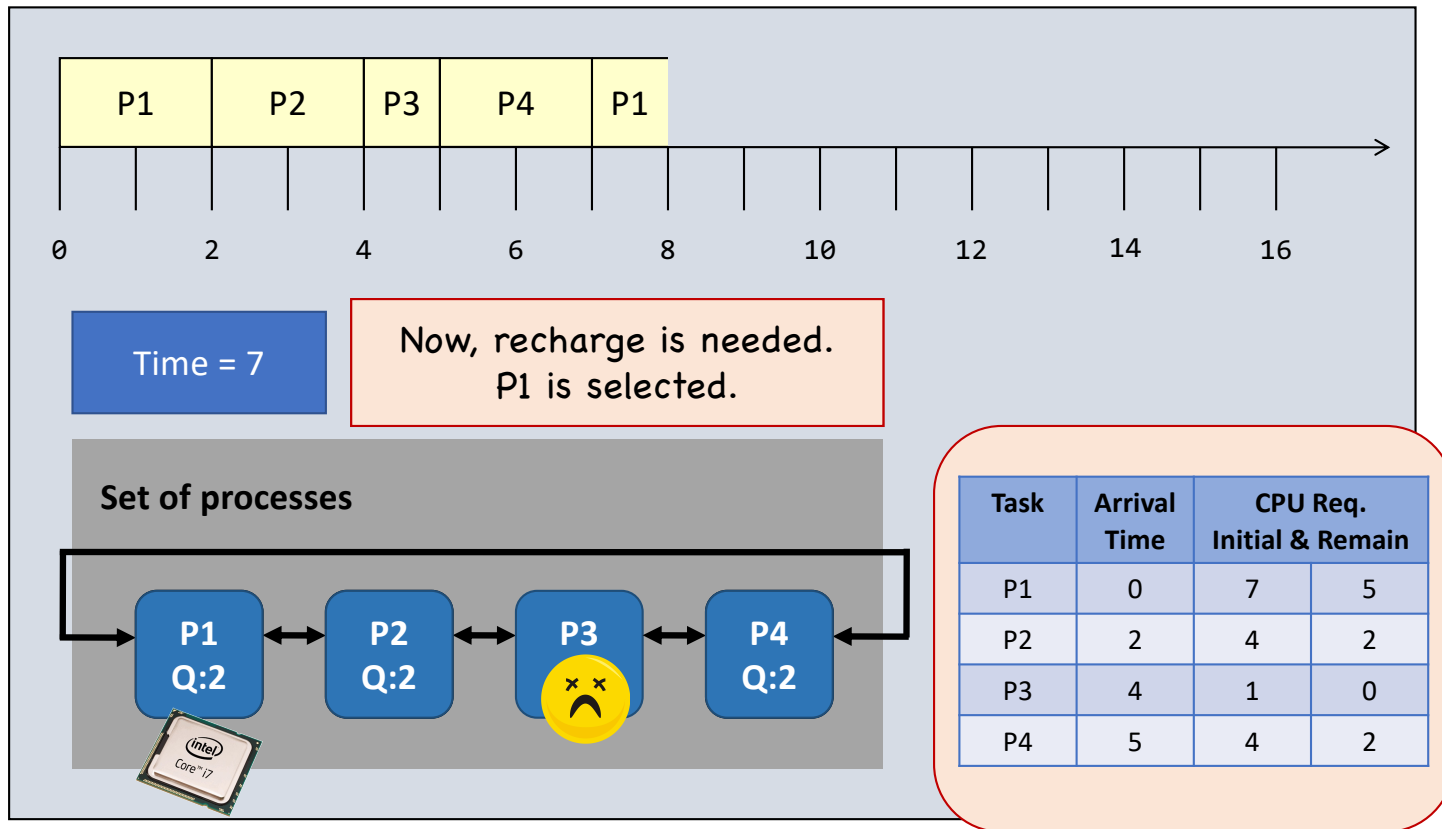 P1 P2 P3 P4 P1
0 2 4 6 8 10 12 14 16
Time = 7
Now, recharge is needed.
P1 is selected.
Set of processes
P1 P2 P3 P4
Q:2 Q:2 Q:2
intel
Core™ i7
Task Arrival Time CPU Req. Initial & Remain
P1 0 7 5
P2 2 4 2
P3 4 1 0
P4 5 4 2